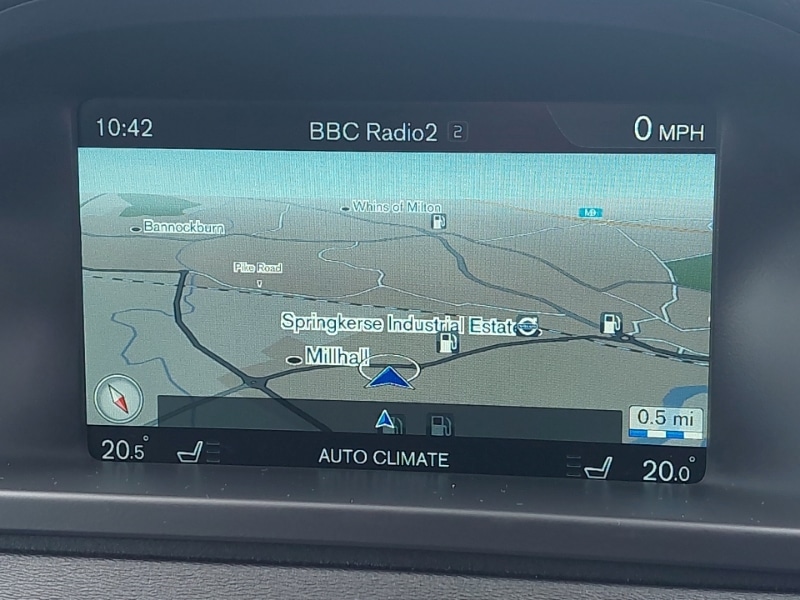 10:42
BBC Radio2 2
0 MPH
Whins of Milton
M9
Bannockburn
Pike Road
Springkerse Industrial Estat
Millhall
0.5 mi
20.5°
AUTO CLIMATE
20.0°